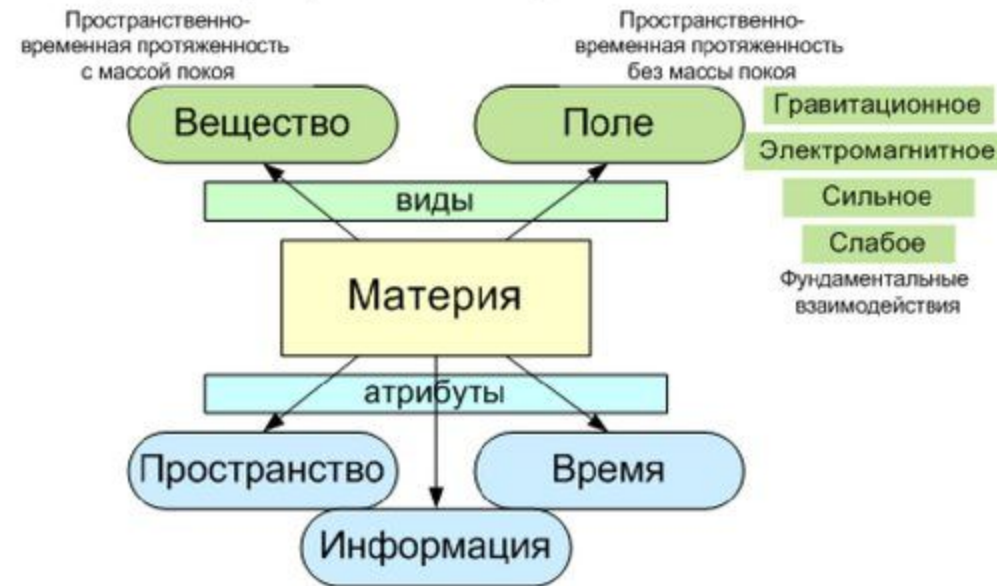 Пространственно-
временная протяженность
с массой покоя
Пространственно-
временная протяженность
без массы покоя
Вещество
Поле
Гравитационное
Электромагнитное
Сильное
Слабое
Фундаментальные
взаимодействия
виды
Материя
атрибуты
Пространство
Время
Информация